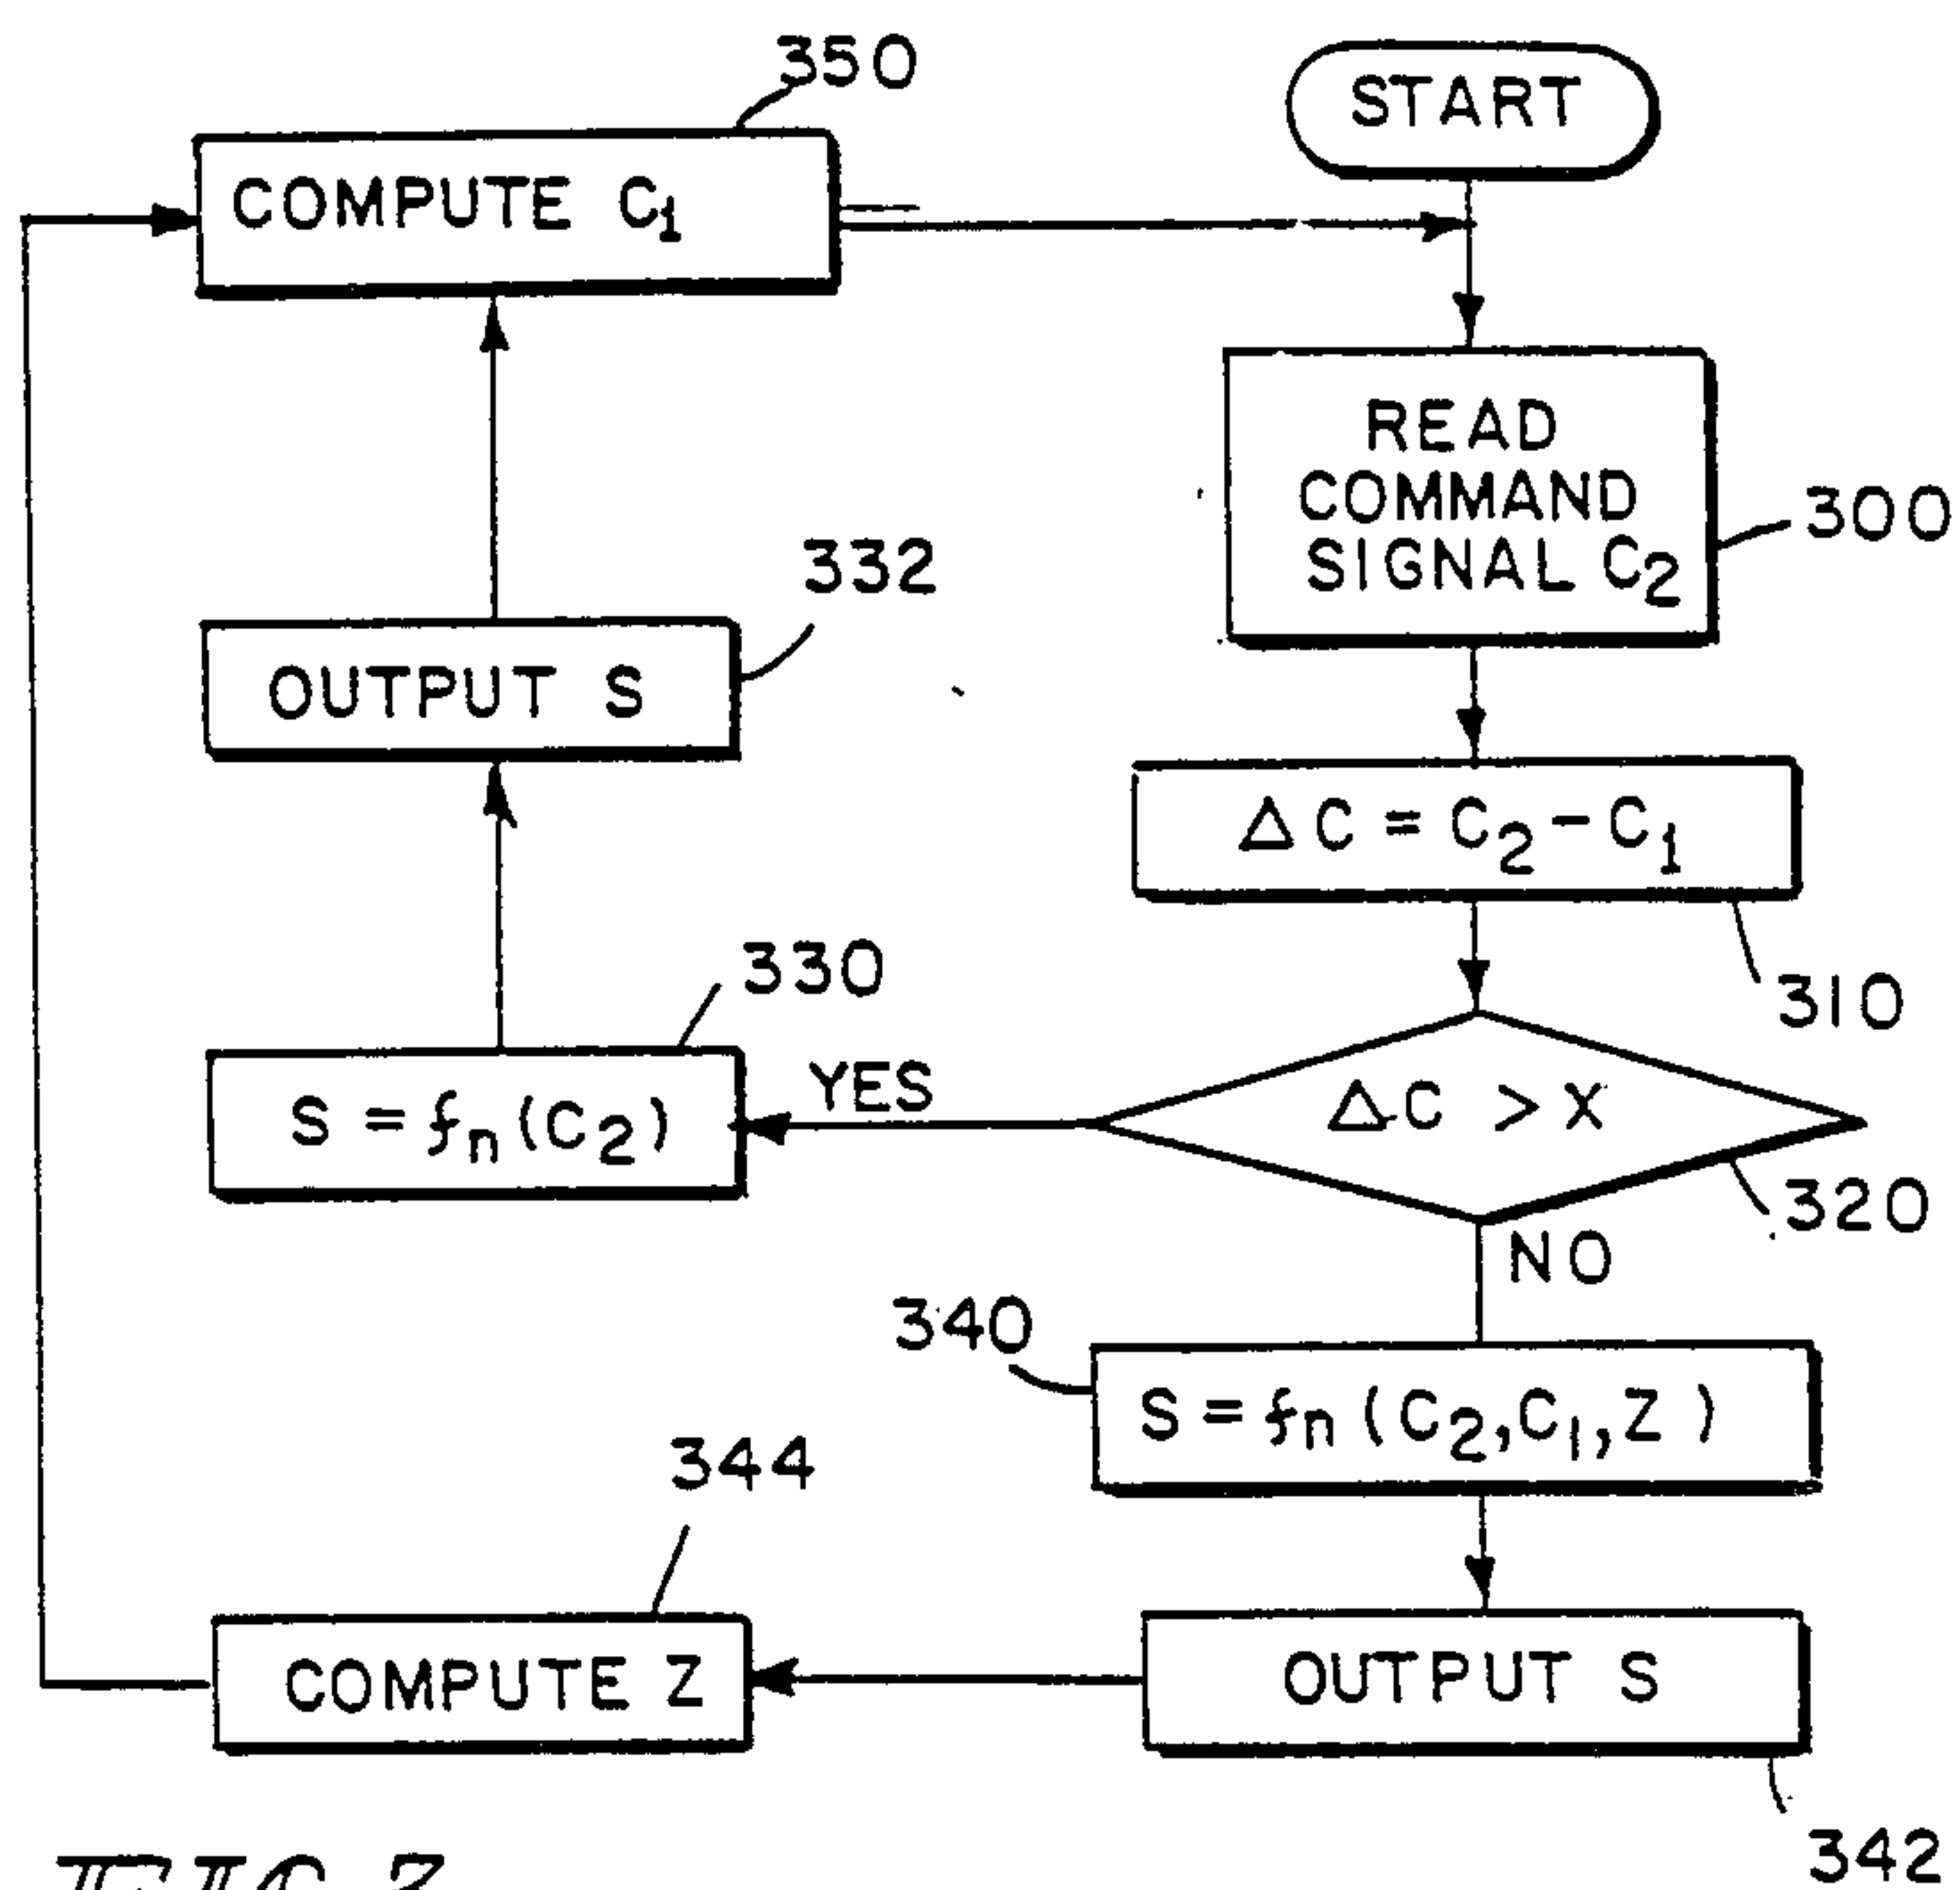 350
START
COMPUTE C₁
READ
COMMAND
SIGNAL C₂
300
332
OUTPUT S
ΔC = C₂ - C₁
310
330
S = fn (C₂)
YES
ΔC > X
320
NO
340
S = fn (C₂, C₁, Z )
344
COMPUTE Z
OUTPUT S
342